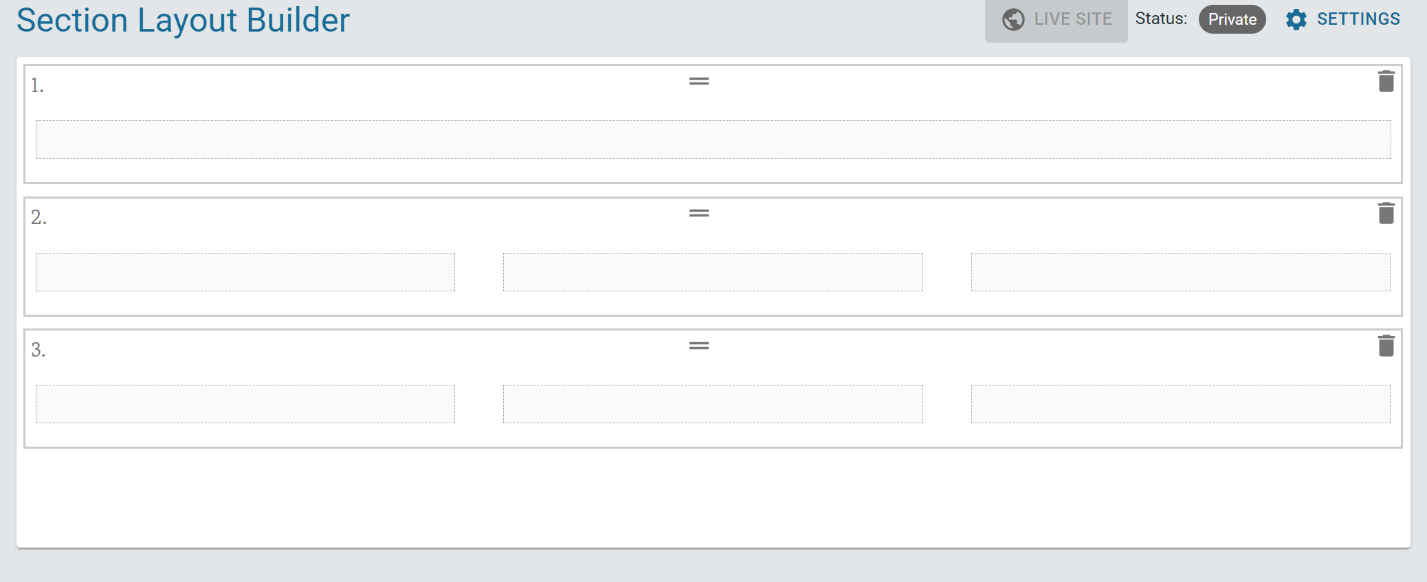 Section Layout Builder
LIVE SITE Status: Private SETTINGS
1.
2.
3.